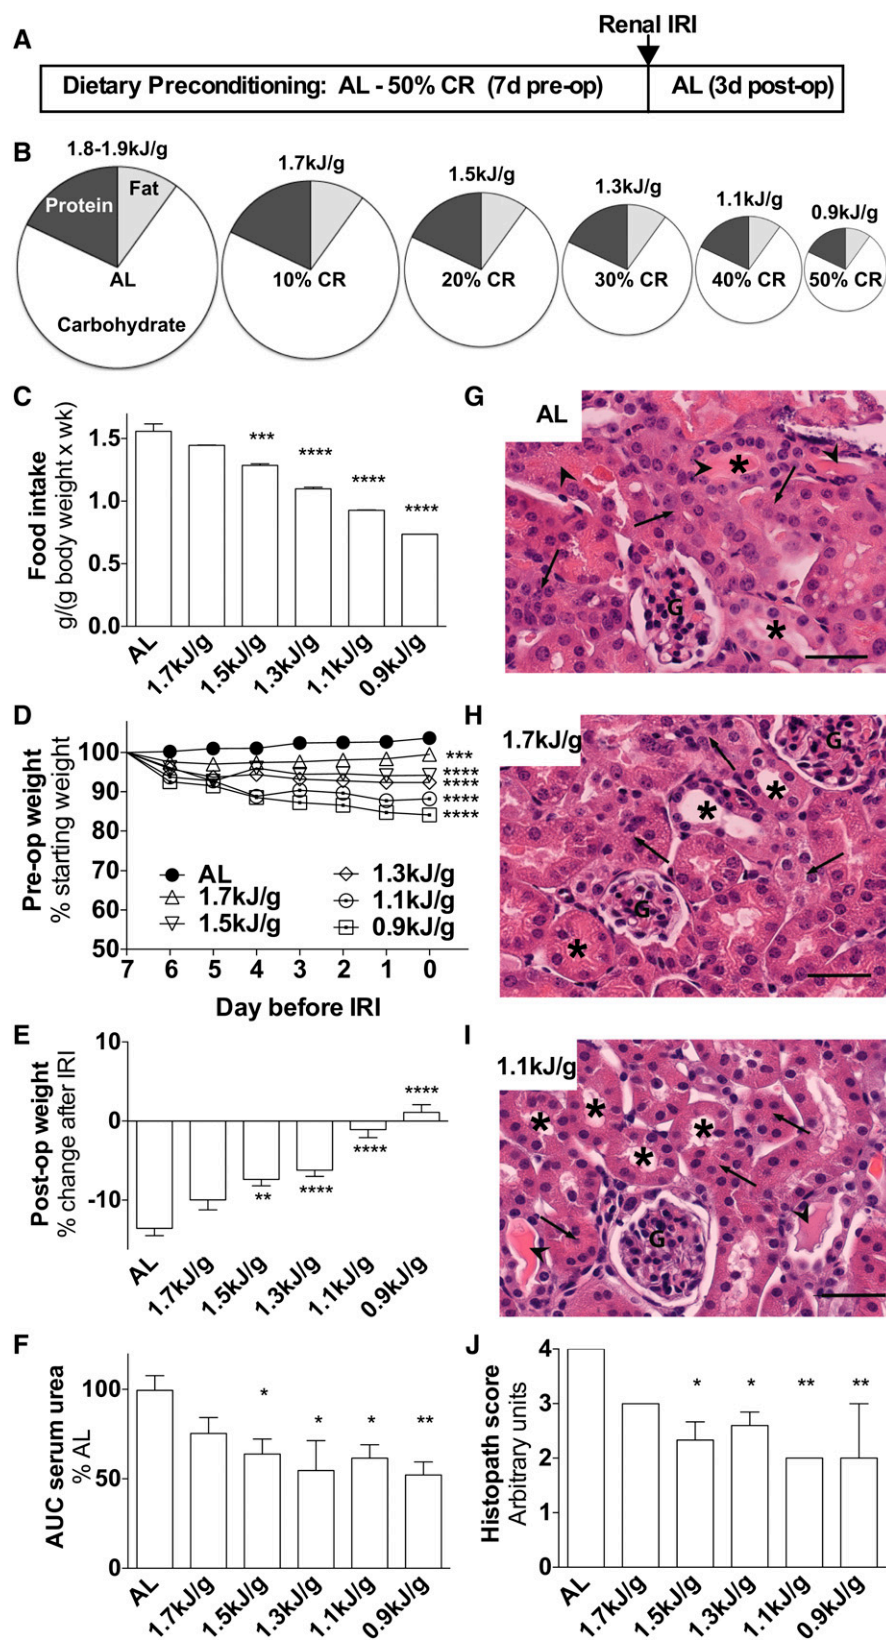 A
Renal IRI
Dietary Preconditioning: AL - 50% CR (7d pre-op)
AL (3d post-op)
B
1.8-1.9kJ/g
1.7kJ/g
1.5kJ/g
1.3kJ/g
1.1kJ/g
0.9kJ/g
Protein
Fat
AL
Carbohydrate
10% CR
20% CR
30% CR
40% CR
50% CR
C
Food intake
g/(g body weight x wk)
1.5
1.0
0.5
0.0
***
****
****
****
AL
1.7kJ/g
1.5kJ/g
1.3kJ/g
1.1kJ/g
0.9kJ/g
D
Pre-op weight
% starting weight
100
90
80
70
60
50
***
****
****
****
****
AL
1.7kJ/g
1.5kJ/g
1.3kJ/g
1.1kJ/g
0.9kJ/g
7 6 5 4 3 2 1 0
Day before IRI
E
Post-op weight
% change after IRI
10
0
-10
**
****
****
****
AL
1.7kJ/g
1.5kJ/g
1.3kJ/g
1.1kJ/g
0.9kJ/g
F
AUC serum urea
% AL
100
50
0
*
*
*
**
AL
1.7kJ/g
1.5kJ/g
1.3kJ/g
1.1kJ/g
0.9kJ/g
G
AL
*
G
*
H
1.7kJ/g
G
*
*
G
*
I
1.1kJ/g
*
*
*
*
G
J
Histopath score
Arbitrary units
4
3
2
1
0
*
*
**
**
AL
1.7kJ/g
1.5kJ/g
1.3kJ/g
1.1kJ/g
0.9kJ/g